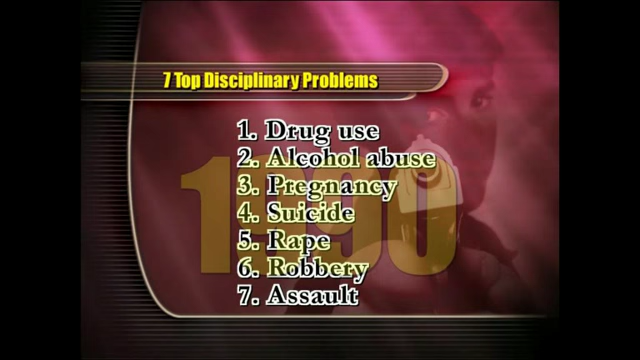 7 Top Disciplinary Problems
1990
1. Drug use
2. Alcohol abuse
3. Pregnancy
4. Suicide
5. Rape
6. Robbery
7. Assault